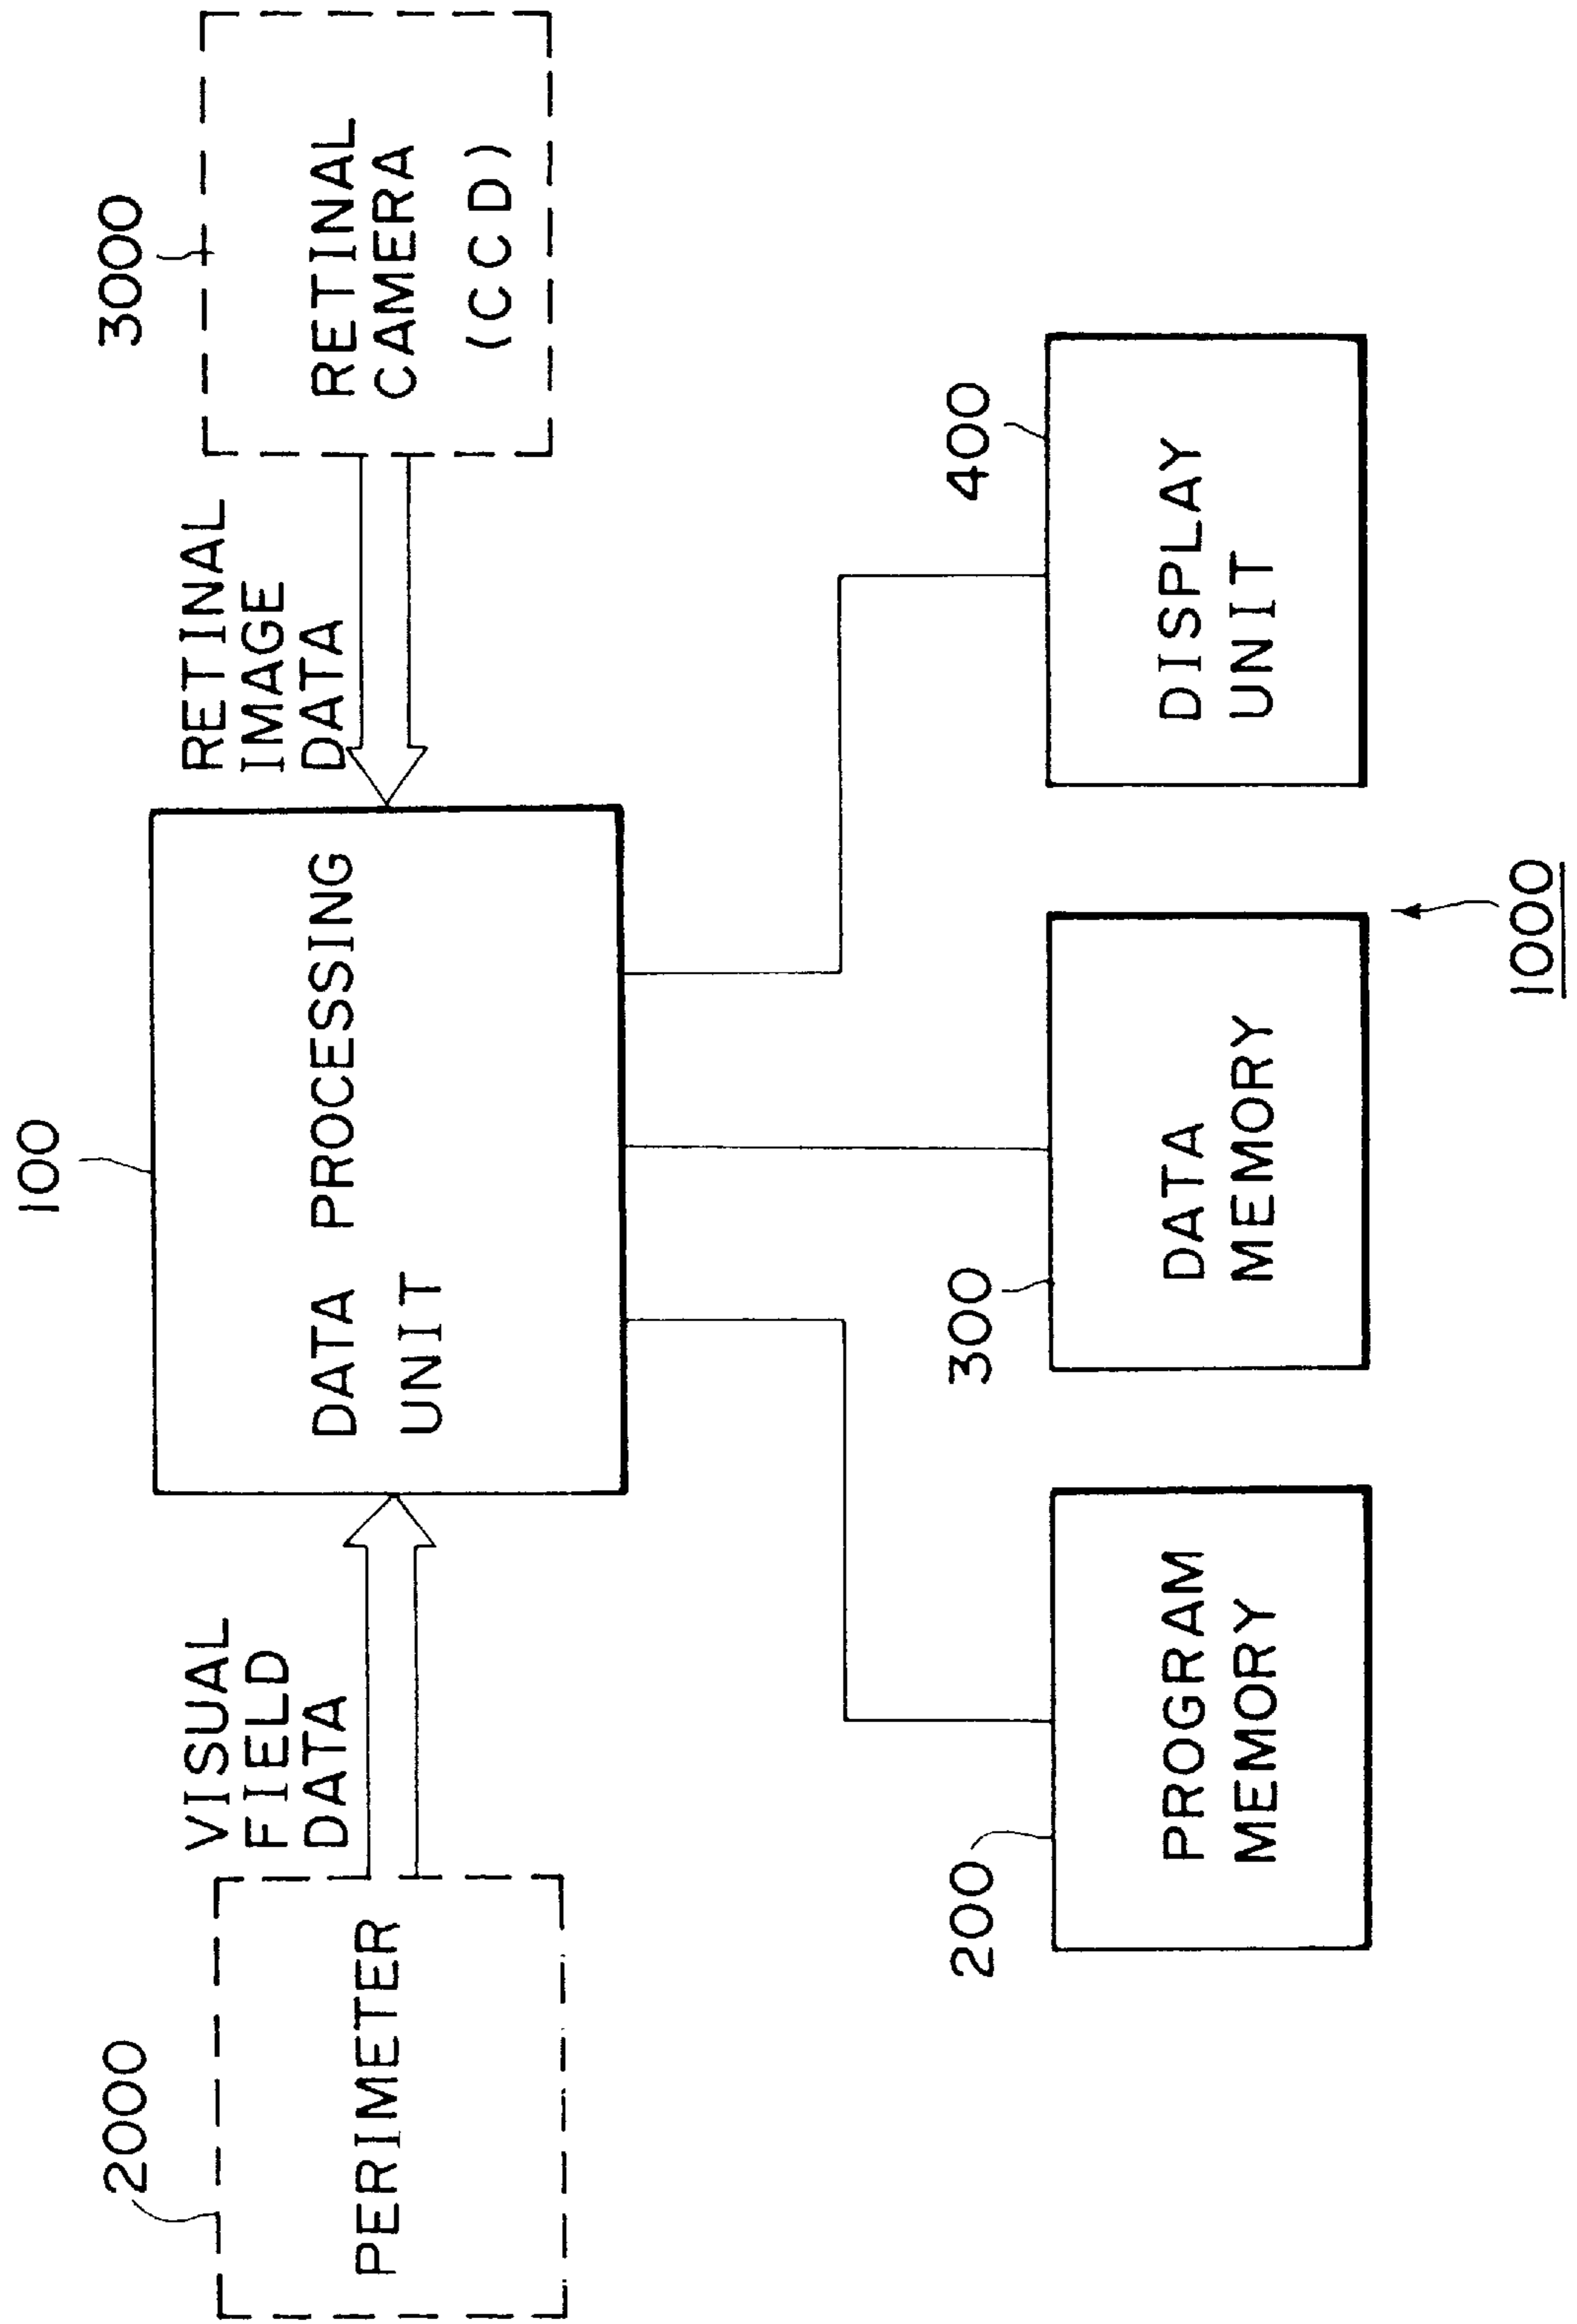 100
2000
3000
VISUAL
FIELD
DATA
RETINAL
IMAGE
DATA
PERIMETER
DATA PROCESSING
UNIT
RETINAL
CAMERA
(CCD)
200
300
400
PROGRAM
MEMORY
DATA
MEMORY
DISPLAY
UNIT
1000